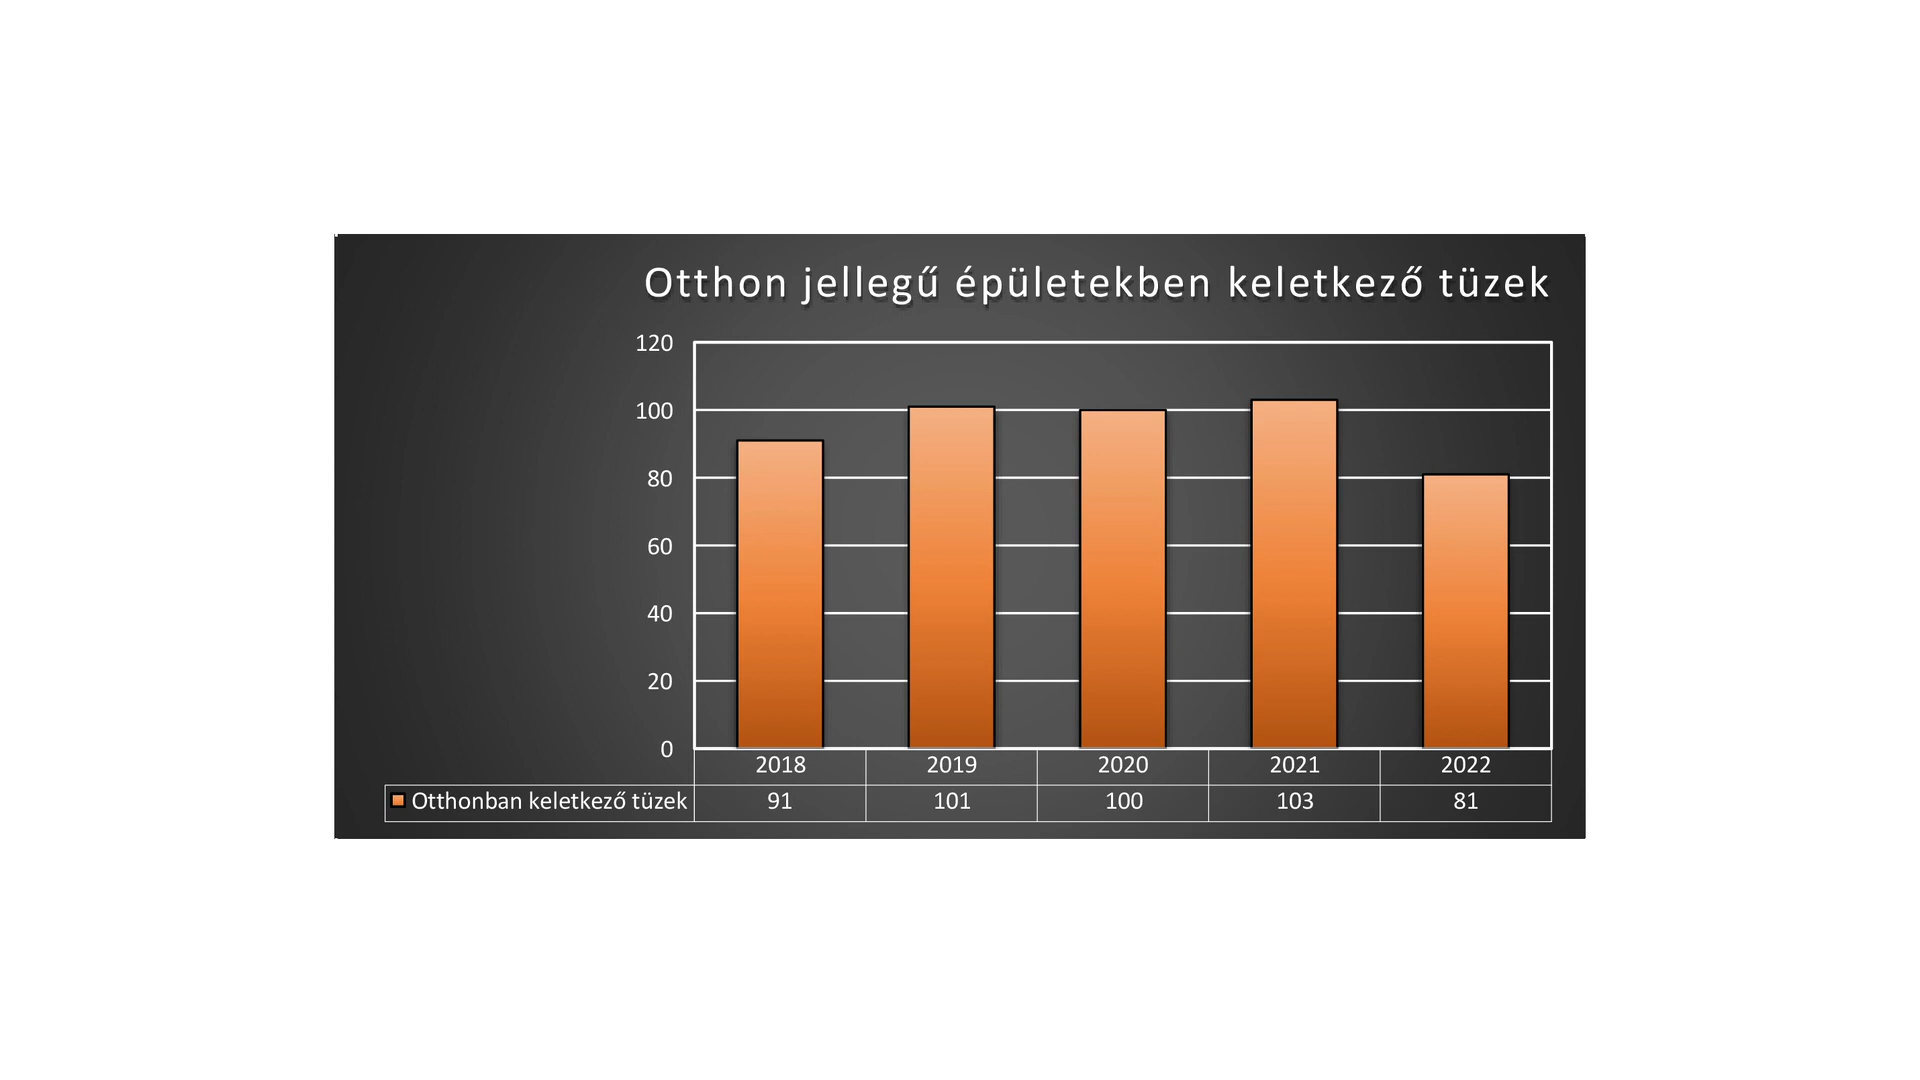 Otthon jellegű épületekben keletkező tüzek
120
100
80
60
40
20
0
2018 2019 2020 2021 2022
Otthonban keletkező tüzek 91 101 100 103 81